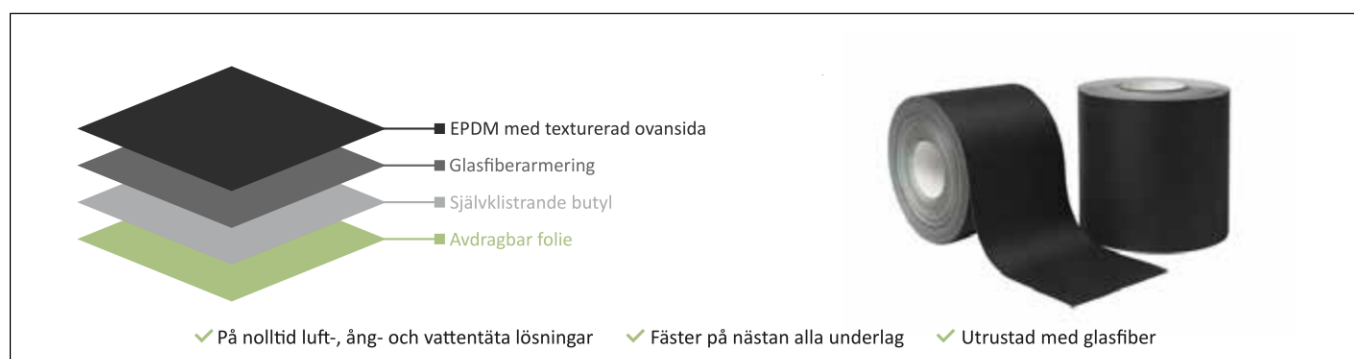 EPDM med texturerad ovansida
Glasfiberarmering
Självklistrande butyl
Avdragbar folie
På nolltid luft-, ång- och vattentäta lösningar Fäster på nästan alla underlag Utrustad med glasfiber